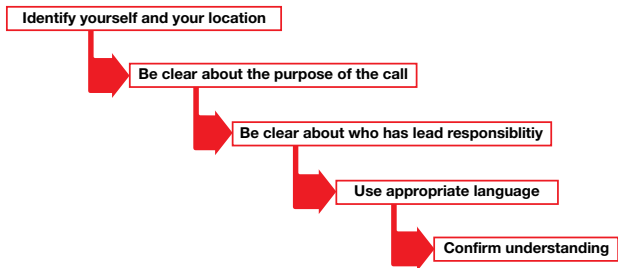 Identify yourself and your location
Be clear about the purpose of the call
Be clear about who has lead responsiblitiy
Use appropriate language
Confirm understanding